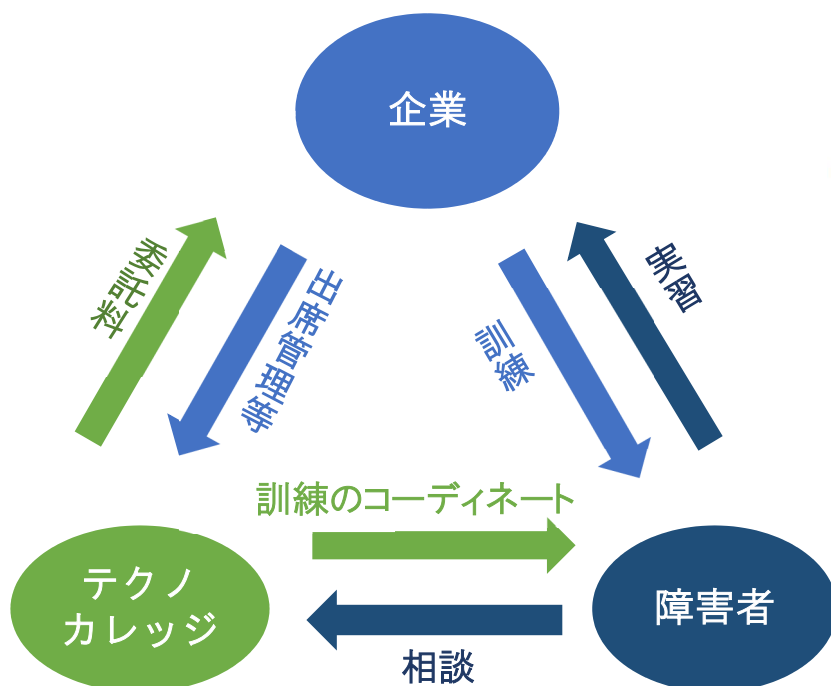 企業
委託料
出席管理等
訓練
実習
訓練のコーディネート
テクノ
カレッジ
障害者
相談